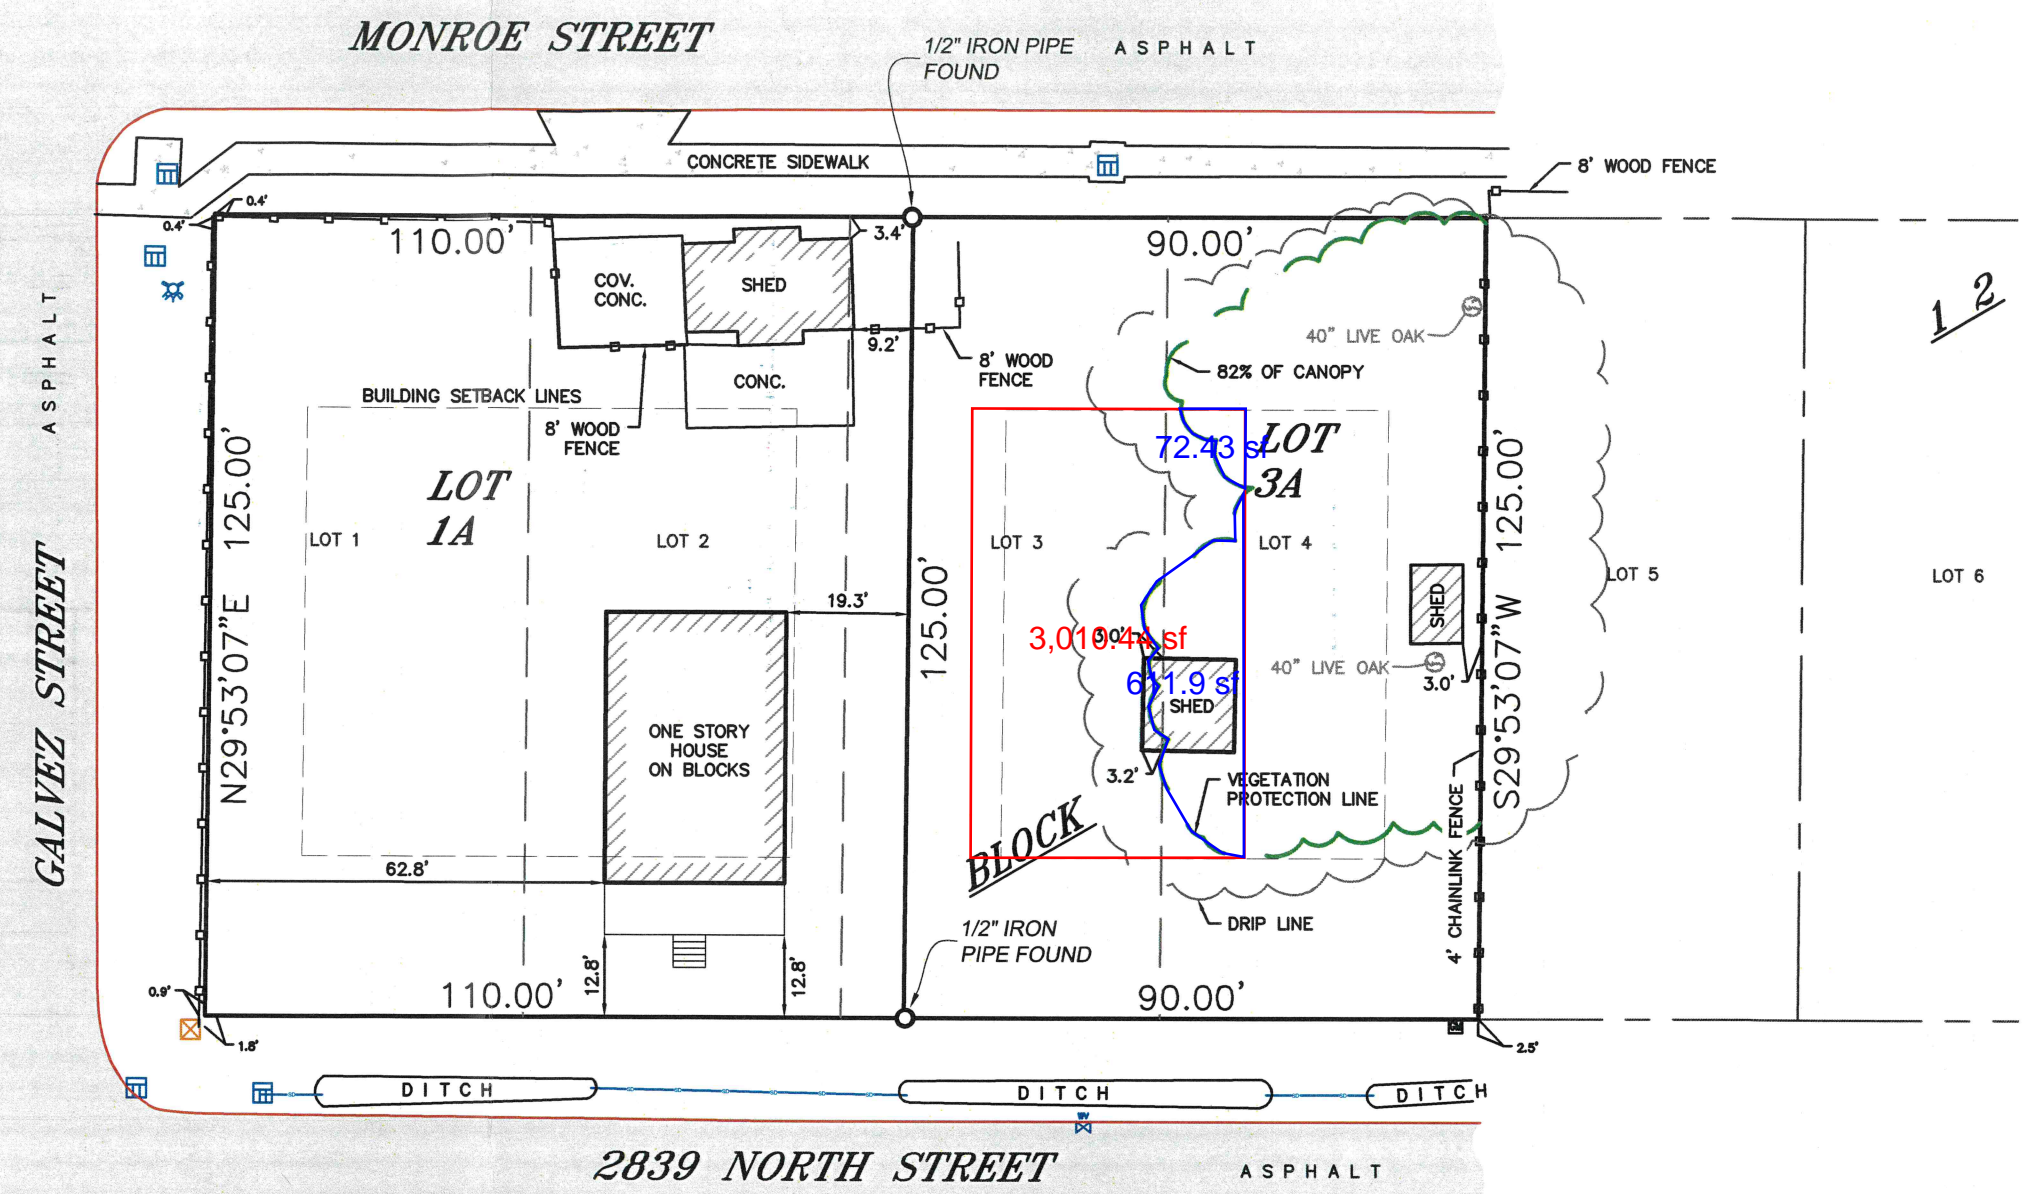 MONROE STREET
1/2" IRON PIPE
FOUND
ASPHALT
CONCRETE SIDEWALK
8' WOOD FENCE
0.4'
0.4'
110.00'
3.4'
90.00'
COV.
CONC.
SHED
9.2'
8' WOOD
FENCE
40" LIVE OAK
12
ASPHALT
82% OF CANOPY
CONC.
BUILDING SETBACK LINES
8' WOOD
FENCE
72.43 sf
LOT
3A
LOT
1A
LOT 1
LOT 2
LOT 3
LOT 4
LOT 5
LOT 6
N29°53'07"E 125.00'
125.00'
S29°53'07"W 125.00'
GALVEZ STREET
19.3'
SHED
3.0'
3,010.44 sf
40" LIVE OAK
3.0'
611.9 sf
SHED
ONE STORY
HOUSE
ON BLOCKS
3.2'
VEGETATION
PROTECTION LINE
BLOCK
62.8'
4' CHAINLINK FENCE
DRIP LINE
1/2" IRON
PIPE FOUND
12.8'
12.8'
0.9'
110.00'
90.00'
1.6'
2.5'
DITCH
DITCH
DITCH
WV
2839 NORTH STREET
ASPHALT